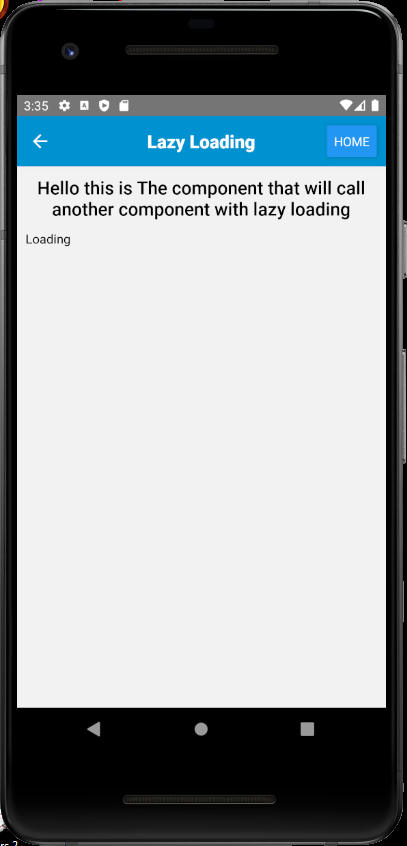 3:35
Lazy Loading
HOME
Hello this is The component that will call
another component with lazy loading
Loading